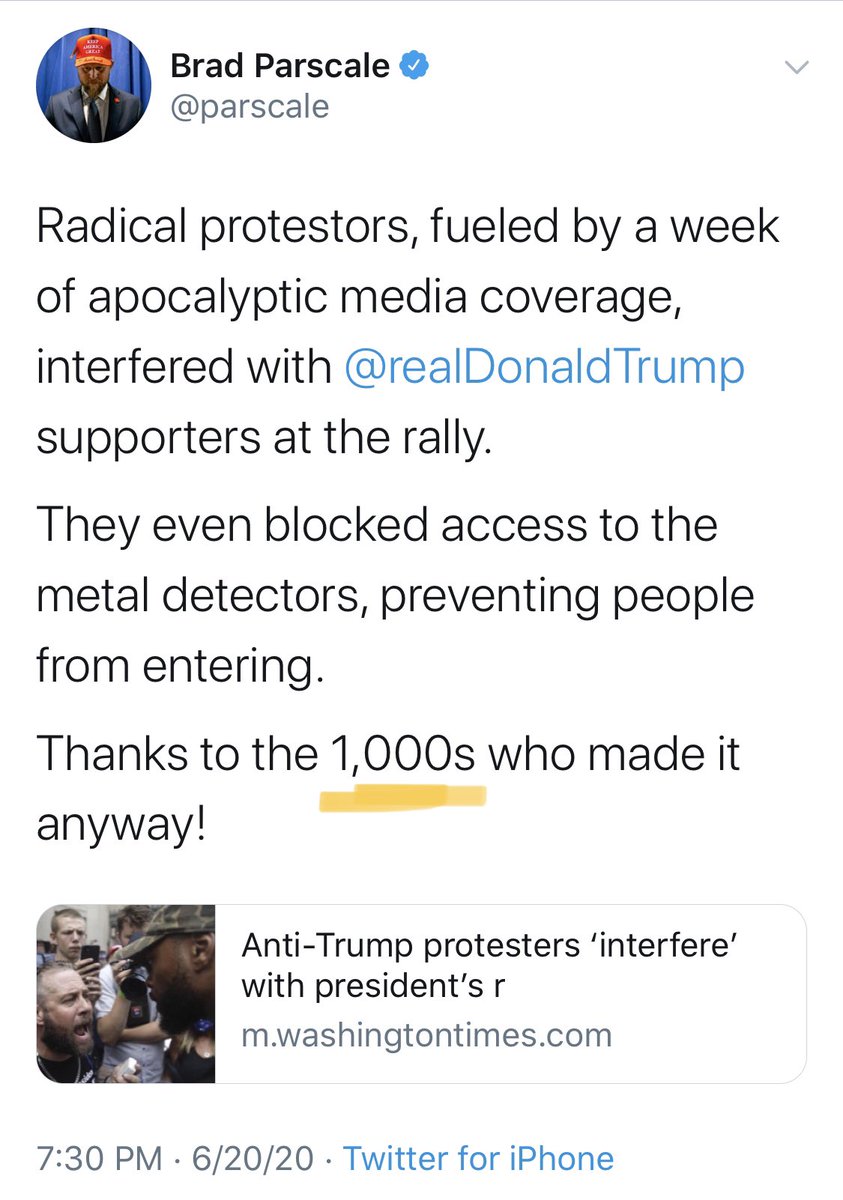 KEEP
AMERICA
GREAT
Brad Parscale
@parscale
Radical protestors, fueled by a week
of apocalyptic media coverage,
interfered with @realDonaldTrump
supporters at the rally.
They even blocked access to the
metal detectors, preventing people
from entering.
Thanks to the 1,000s who made it
anyway!
Anti-Trump protesters ‘interfere’
with president’s r
m.washingtontimes.com
7:30 PM · 6/20/20 · Twitter for iPhone